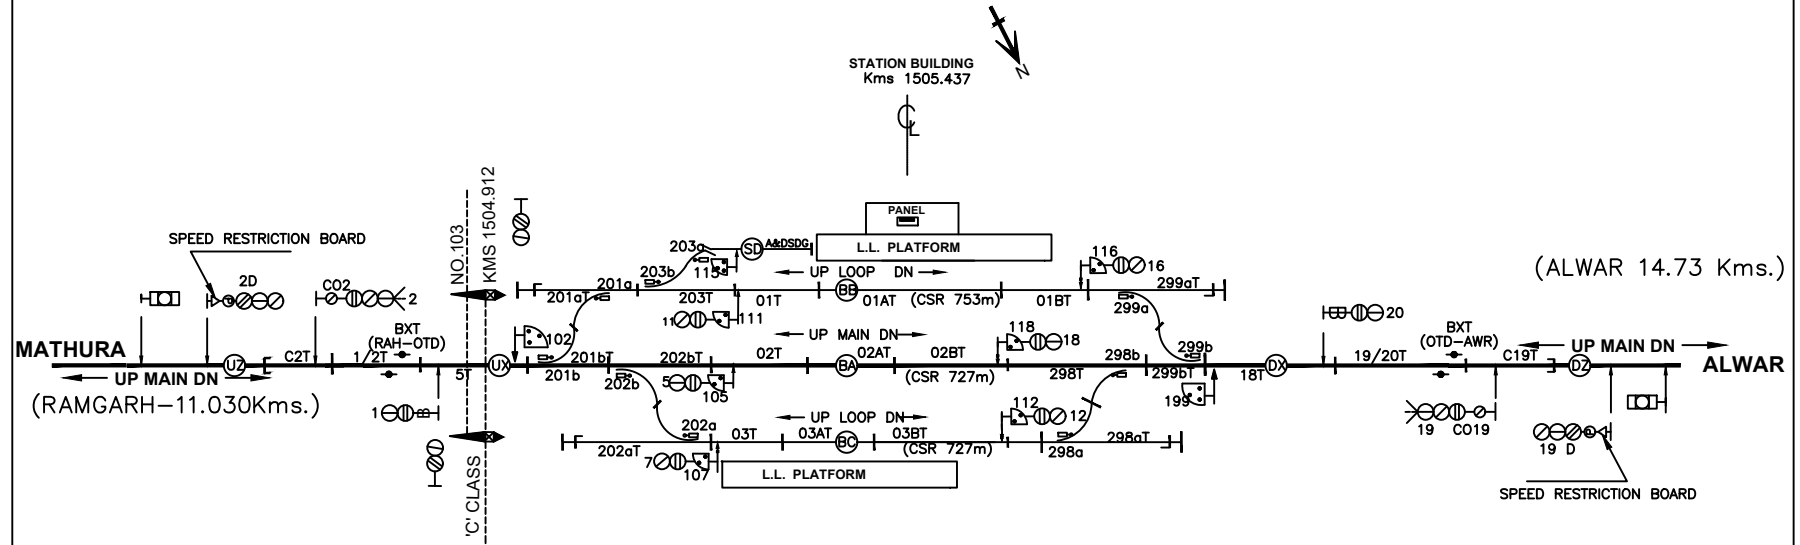 N
STATION BUILDING
Kms 1505.437
CL
NO.103
KMS 1504.912
'C' CLASS
PANEL
L.L. PLATFORM
SPEED RESTRICTION BOARD
2D
CO2
2
203a
SD
A&DSDG
115
203b
UP LOOP DN
116
16
(ALWAR 14.73 Kms.)
201a
201aT
203T
01T
BB
01AT
(CSR 753m)
01BT
299aT
299a
11
111
20
MATHURA
UP MAIN DN
(RAMGARH-11.030Kms.)
UZ
C2T
1/2T
BXT
(RAH-OTD)
5T
UX
102
201bT
201b
202b
202bT
UP MAIN DN
02T
BA
02AT
02BT
(CSR 727m)
118
18
298T
298b
299b
299bT
18T
DX
19/20T
BXT
(OTD-AWR)
C19T
UP MAIN DN
DZ
ALWAR
1
B
5
105
199
202a
202aT
03T
UP LOOP DN
03AT
BC
03BT
(CSR 727m)
112
12
298a
298aT
19
CO19
19 D
7
107
L.L. PLATFORM
SPEED RESTRICTION BOARD